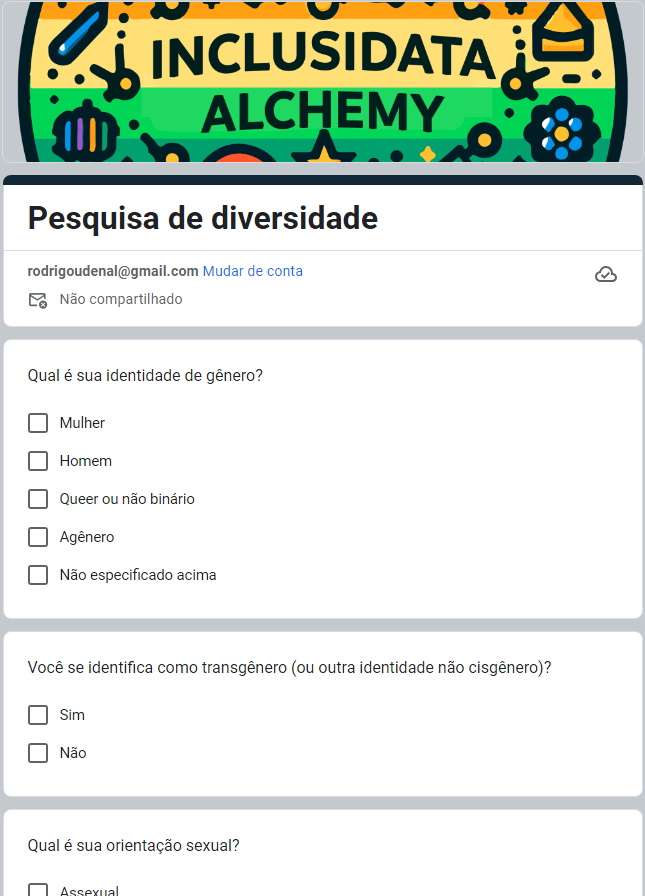 INCLUSIDATA
ALCHEMY
Pesquisa de diversidade
rodrigoudenal@gmail.com Mudar de conta
Não compartilhado
Qual é sua identidade de gênero?
Mulher
Homem
Queer ou não binário
Agênero
Não especificado acima
Você se identifica como transgênero (ou outra identidade não cisgênero)?
Sim
Não
Qual é sua orientação sexual?
Assexual